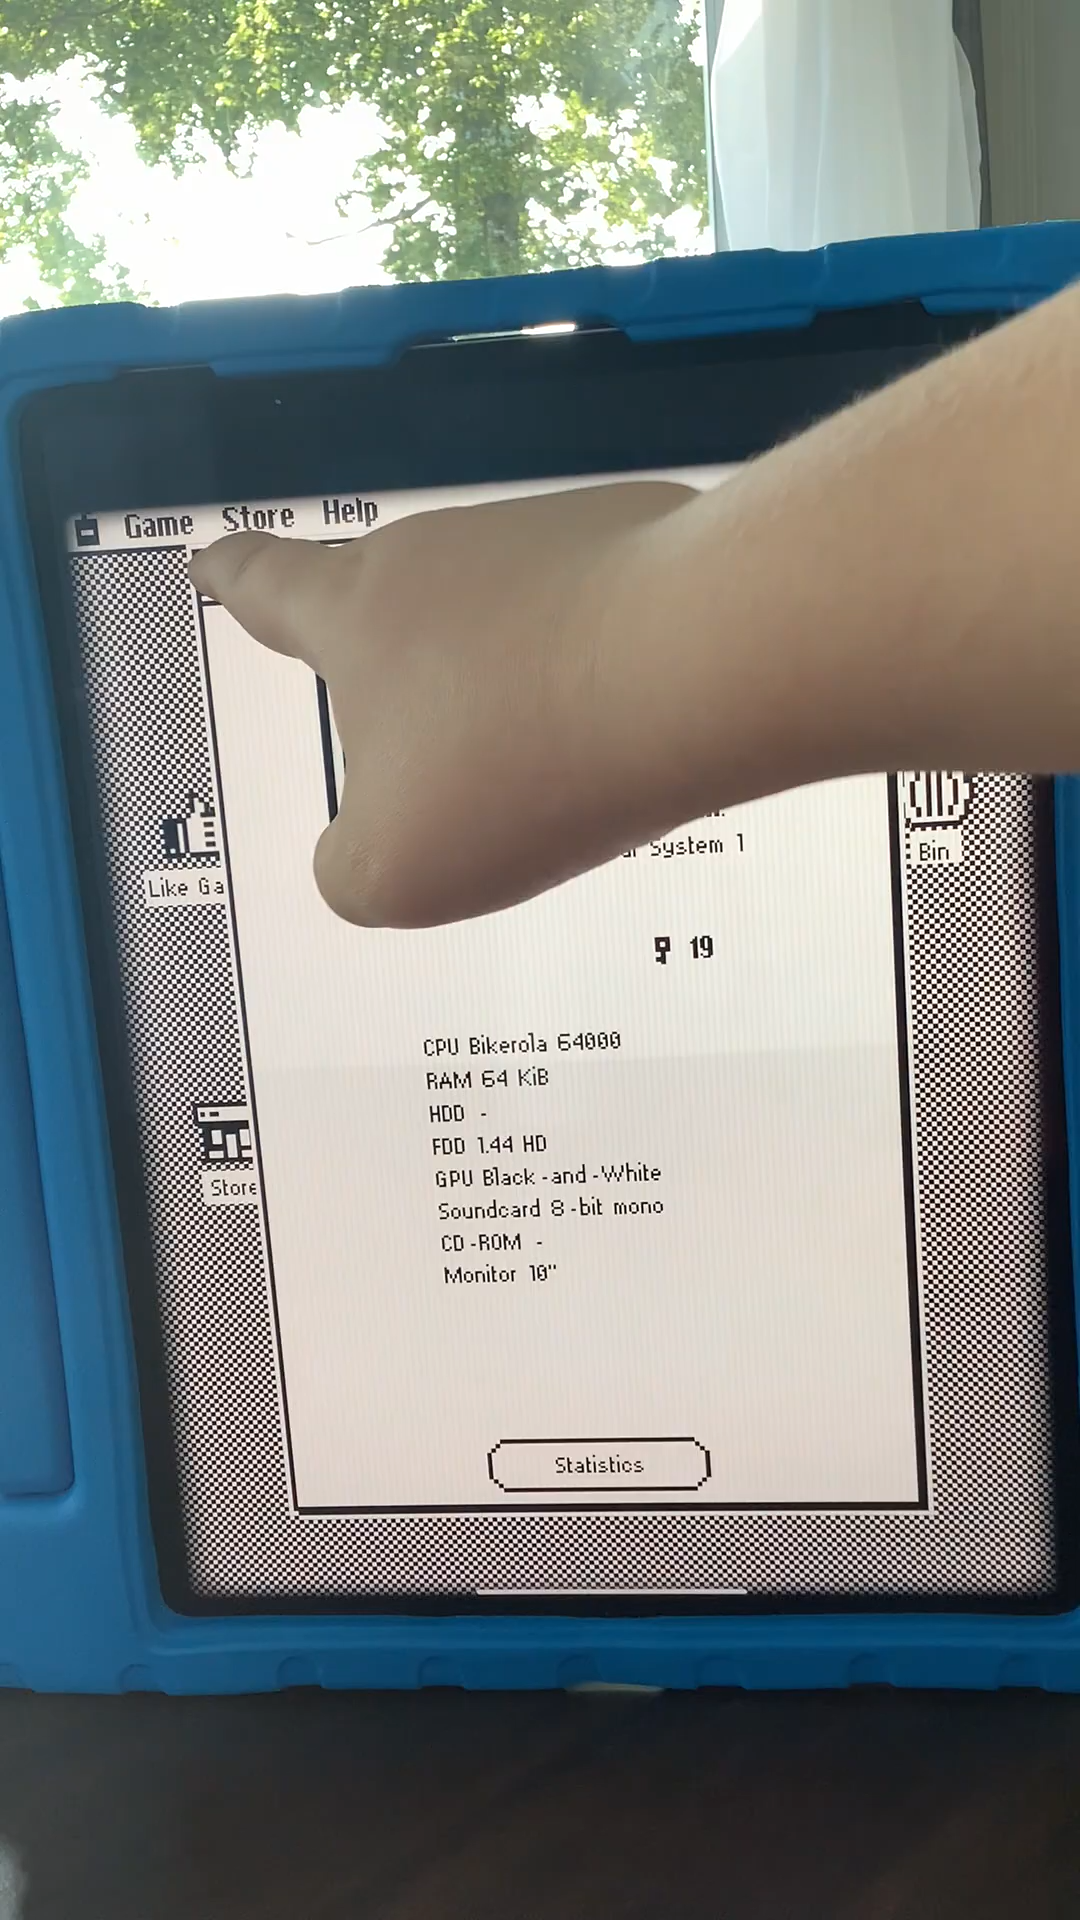 Game Store Help
Like Ga
System 1
Bin
19
CPU Bikerola 64000
RAM 64 KiB
HDD -
FDD 1.44 HD
GPU Black-and-White
Store
Soundcard 8-bit mono
CD-ROM -
Monitor 10"
Statistics